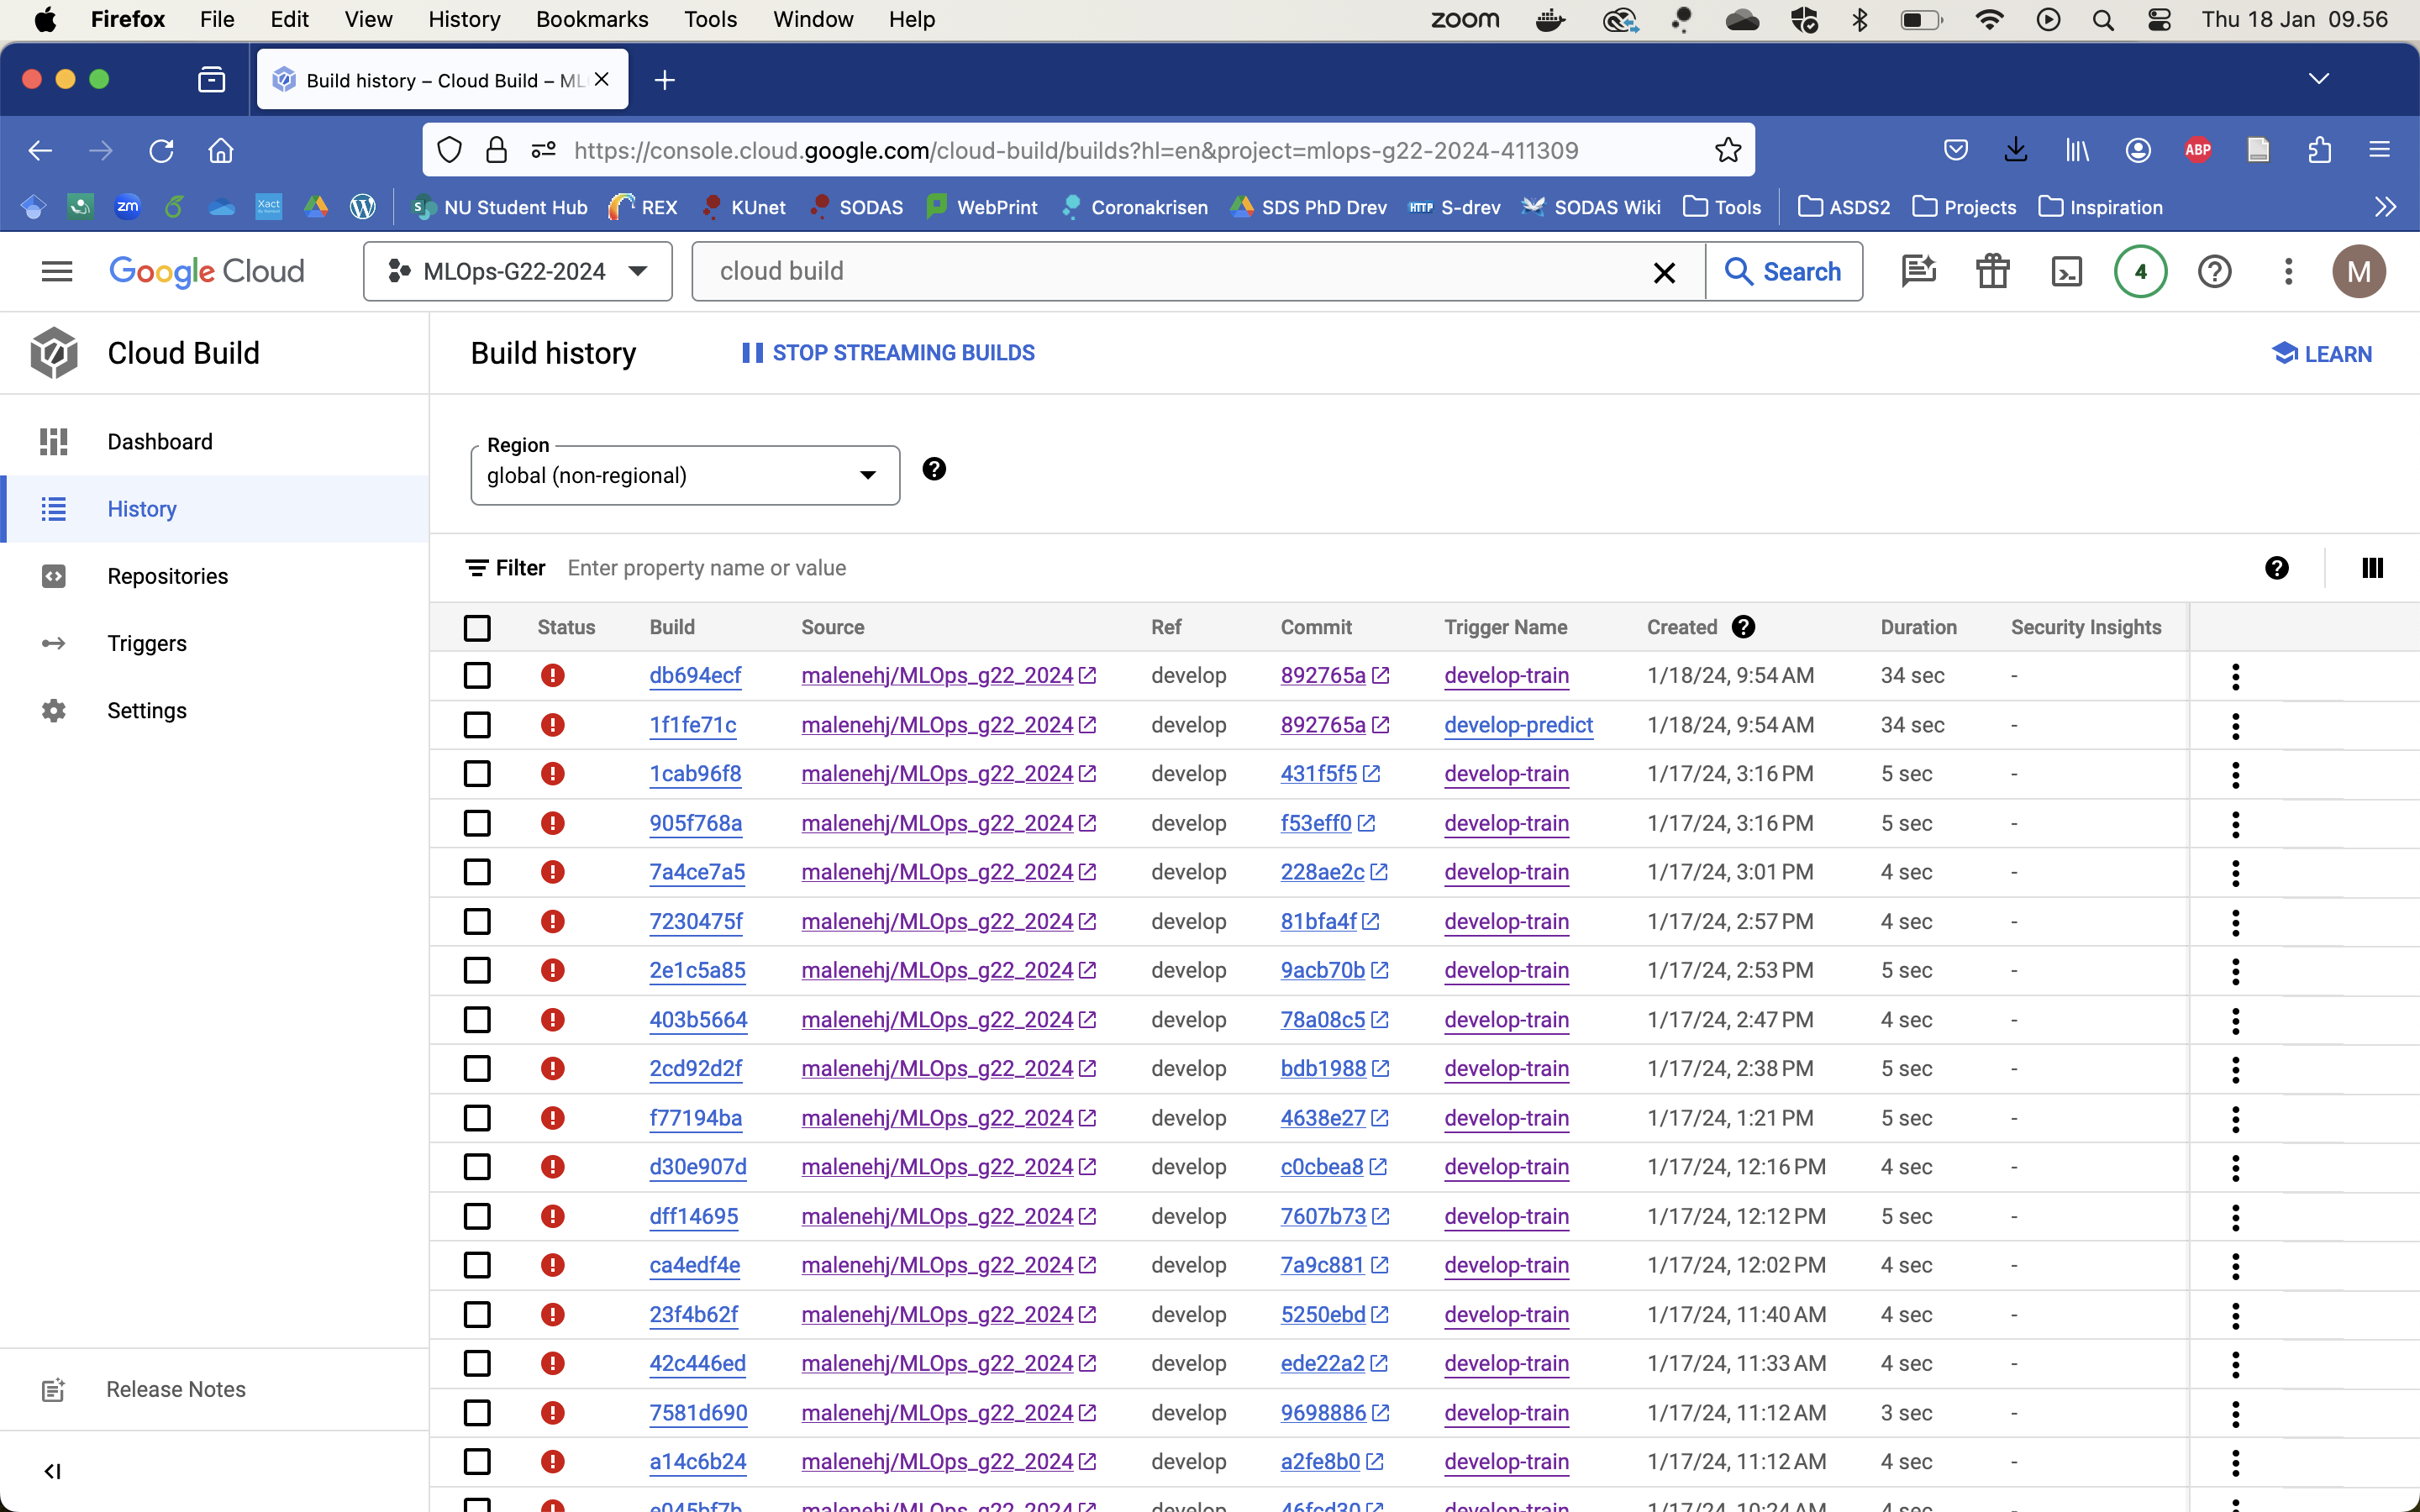 Firefox File Edit View History Bookmarks Tools Window Help zoom Thu 18 Jan 09.56
Build history – Cloud Build – ML
https://console.cloud.google.com/cloud-build/builds?hl=en&project=mlops-g22-2024-411309 ABP
zm Xact NU Student Hub REX KUnet SODAS WebPrint Coronakrisen SDS PhD Drev HTTP S-drev SODAS Wiki Tools ASDS2 Projects Inspiration
Google Cloud MLOps-G22-2024 cloud build Search 4 M
Cloud Build Build history STOP STREAMING BUILDS LEARN
Dashboard
History
Repositories
Triggers
Settings
Release Notes
Region
global (non-regional)
Filter Enter property name or value
Status Build Source Ref Commit Trigger Name Created Duration Security Insights
db694ecf malenehj/MLOps_g22_2024 develop 892765a develop-train 1/18/24, 9:54 AM 34 sec -
1f1fe71c malenehj/MLOps_g22_2024 develop 892765a develop-predict 1/18/24, 9:54 AM 34 sec -
1cab96f8 malenehj/MLOps_g22_2024 develop 431f5f5 develop-train 1/17/24, 3:16 PM 5 sec -
905f768a malenehj/MLOps_g22_2024 develop f53eff0 develop-train 1/17/24, 3:16 PM 5 sec -
7a4ce7a5 malenehj/MLOps_g22_2024 develop 228ae2c develop-train 1/17/24, 3:01 PM 4 sec -
7230475f malenehj/MLOps_g22_2024 develop 81bfa4f develop-train 1/17/24, 2:57 PM 4 sec -
2e1c5a85 malenehj/MLOps_g22_2024 develop 9acb70b develop-train 1/17/24, 2:53 PM 5 sec -
403b5664 malenehj/MLOps_g22_2024 develop 78a08c5 develop-train 1/17/24, 2:47 PM 4 sec -
2cd92d2f malenehj/MLOps_g22_2024 develop bdb1988 develop-train 1/17/24, 2:38 PM 5 sec -
f77194ba malenehj/MLOps_g22_2024 develop 4638e27 develop-train 1/17/24, 1:21 PM 5 sec -
d30e907d malenehj/MLOps_g22_2024 develop c0cbea8 develop-train 1/17/24, 12:16 PM 4 sec -
dff14695 malenehj/MLOps_g22_2024 develop 7607b73 develop-train 1/17/24, 12:12 PM 5 sec -
ca4edf4e malenehj/MLOps_g22_2024 develop 7a9c881 develop-train 1/17/24, 12:02 PM 4 sec -
23f4b62f malenehj/MLOps_g22_2024 develop 5250ebd develop-train 1/17/24, 11:40 AM 4 sec -
42c446ed malenehj/MLOps_g22_2024 develop ede22a2 develop-train 1/17/24, 11:33 AM 4 sec -
7581d690 malenehj/MLOps_g22_2024 develop 9698886 develop-train 1/17/24, 11:12 AM 3 sec -
a14c6b24 malenehj/MLOps_g22_2024 develop a2fe8b0 develop-train 1/17/24, 11:12 AM 4 sec -
e045bf7b malenehj/MLOps_g22_2024 develop 46fcd30 develop-train 1/17/24, 10:24 AM 4 sec